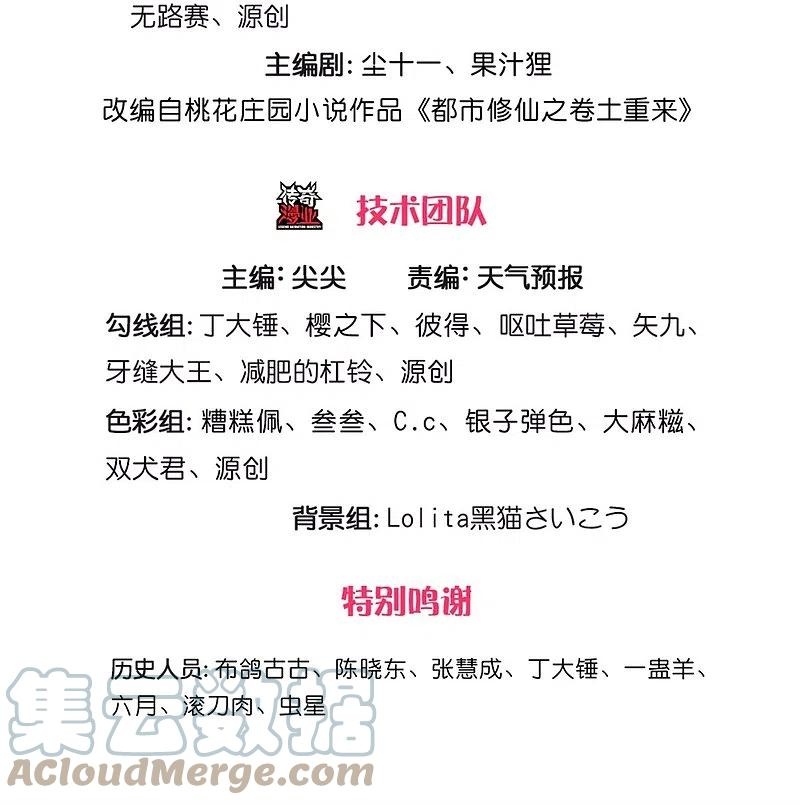 无路赛、源创
主编剧: 尘十一、果汁狸
改编自桃花庄园小说作品《都市修仙之卷土重来》
传奇
漫业
技术团队
主编: 尖尖 责编: 天气预报
勾线组: 丁大锤、樱之下、彼得、呕吐草莓、矢九、
牙缝大王、减肥的杠铃、源创
色彩组: 糟糕佩、叁叁、C.c、银子弹色、大麻糍、
双犬君、源创
背景组: Lolita黑猫さいこう
特别鸣谢
历史人员: 布鸽古古、陈晓东、张慧成、丁大锤、一蛊羊、
六月、滚刀肉、虫星
集云数据
ACloudMerge.com